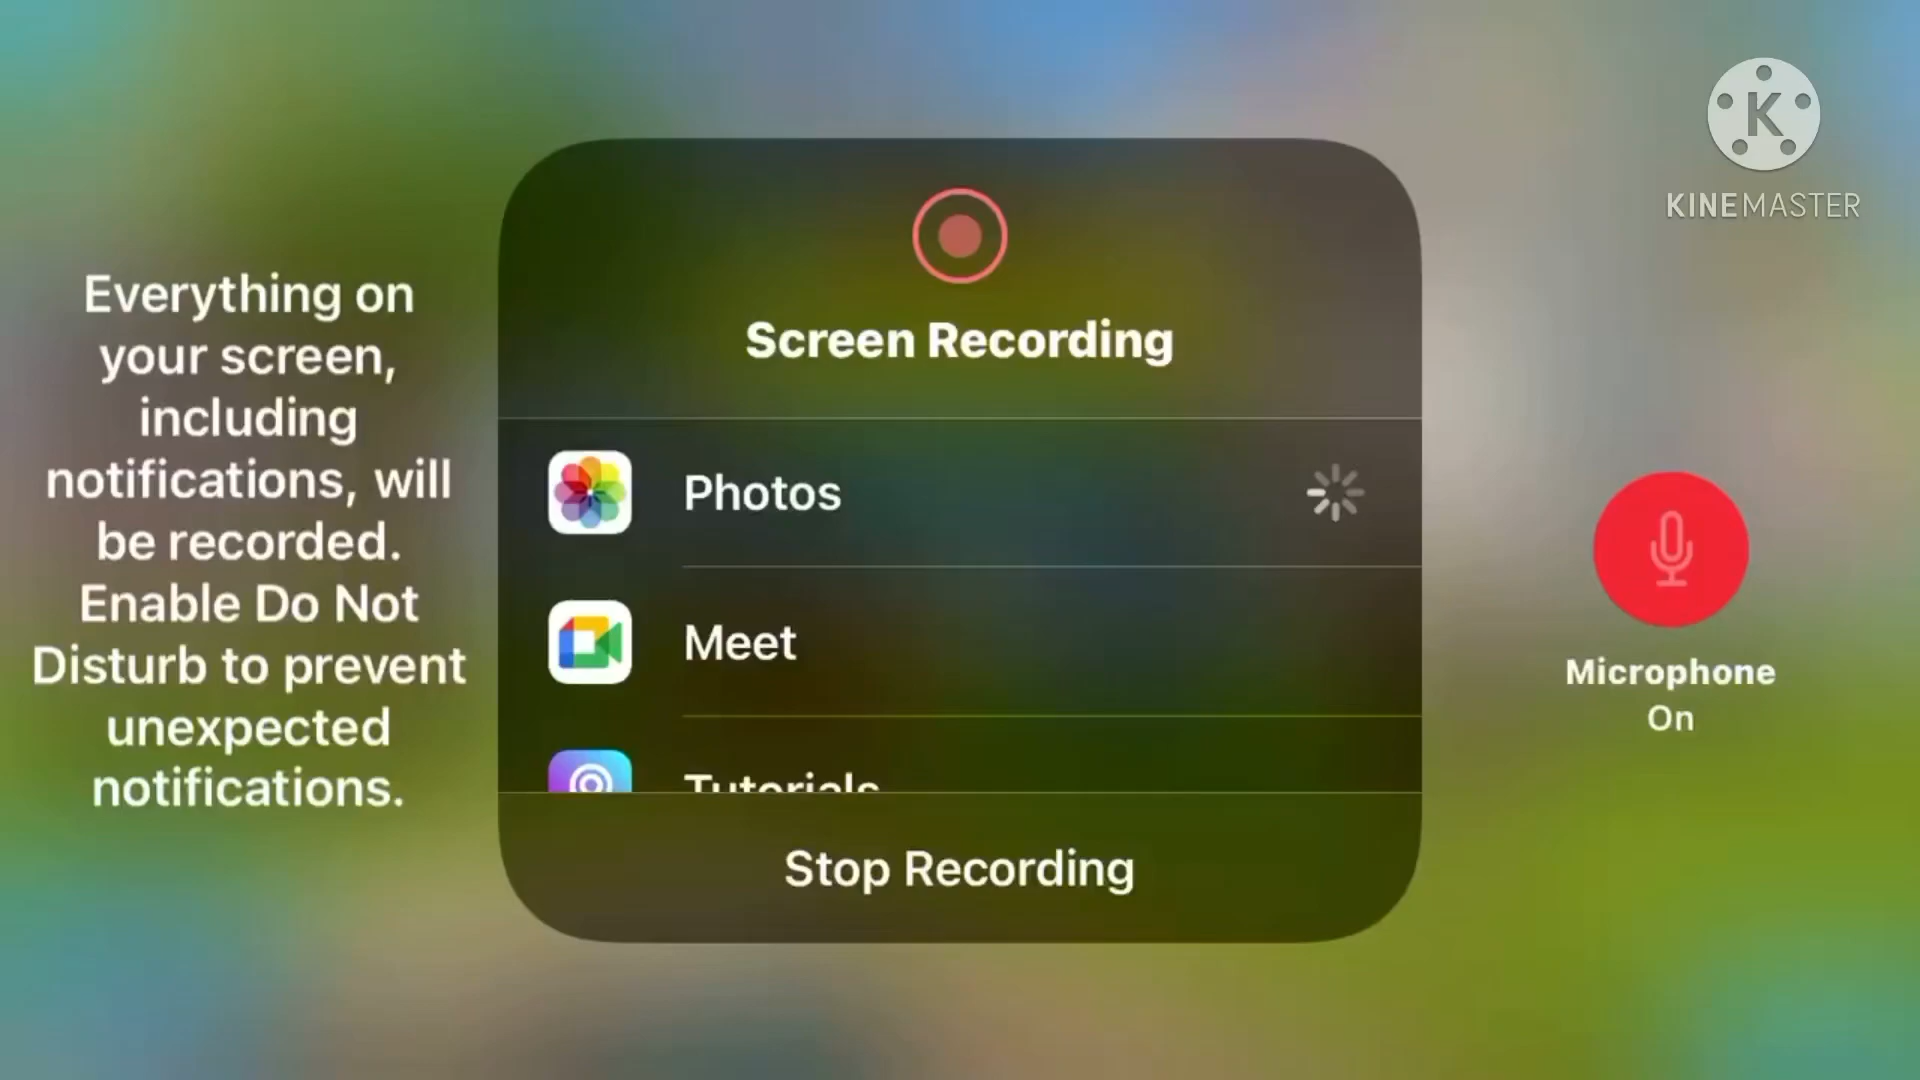 K
KINEMASTER
Everything on
your screen,
including
notifications, will
be recorded.
Enable Do Not
Disturb to prevent
unexpected
notifications.
Screen Recording
Photos
Meet
Tutorials
Stop Recording
Microphone
On